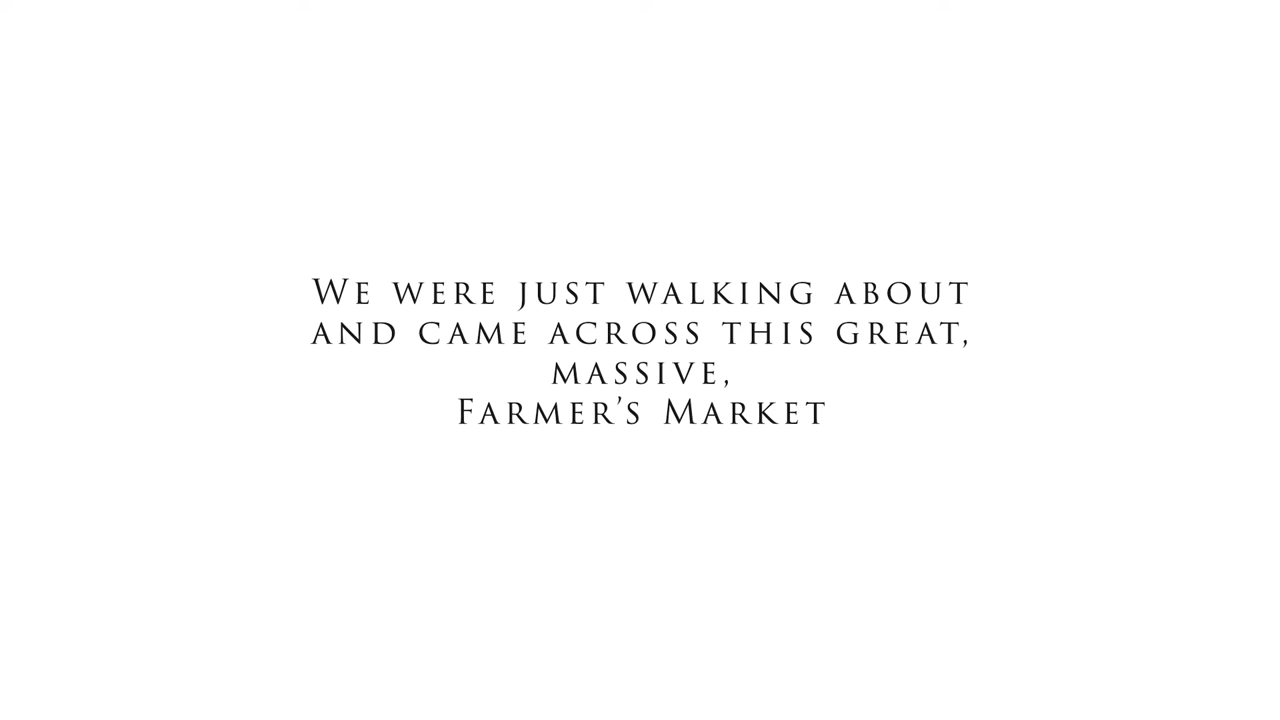 We were just walking about
and came across this great,
massive,
Farmer’s Market